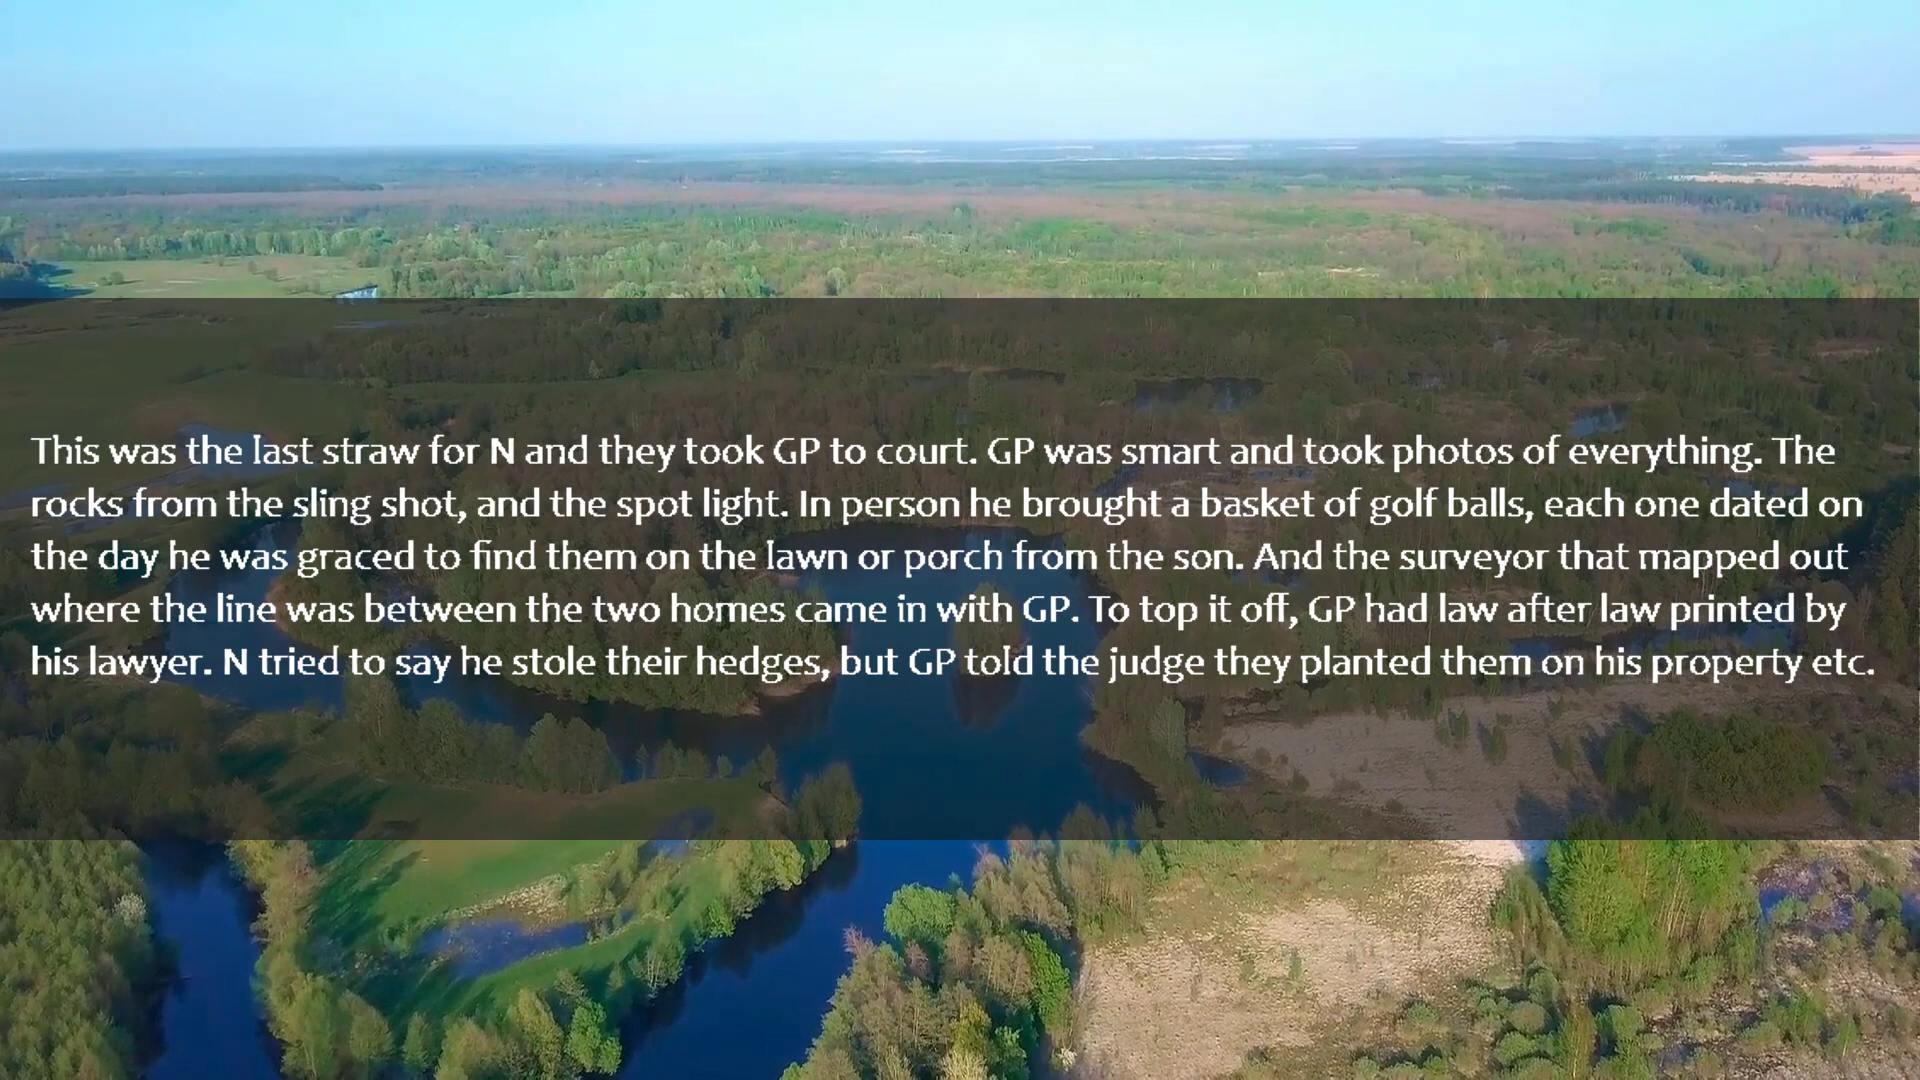 This was the last straw for N and they took GP to court. GP was smart and took photos of everything. The
rocks from the sling shot, and the spot light. In person he brought a basket of golf balls, each one dated on
the day he was graced to find them on the lawn or porch from the son. And the surveyor that mapped out
where the line was between the two homes came in with GP. To top it off, GP had law after law printed by
his lawyer. N tried to say he stole their hedges, but GP told the judge they planted them on his property etc.